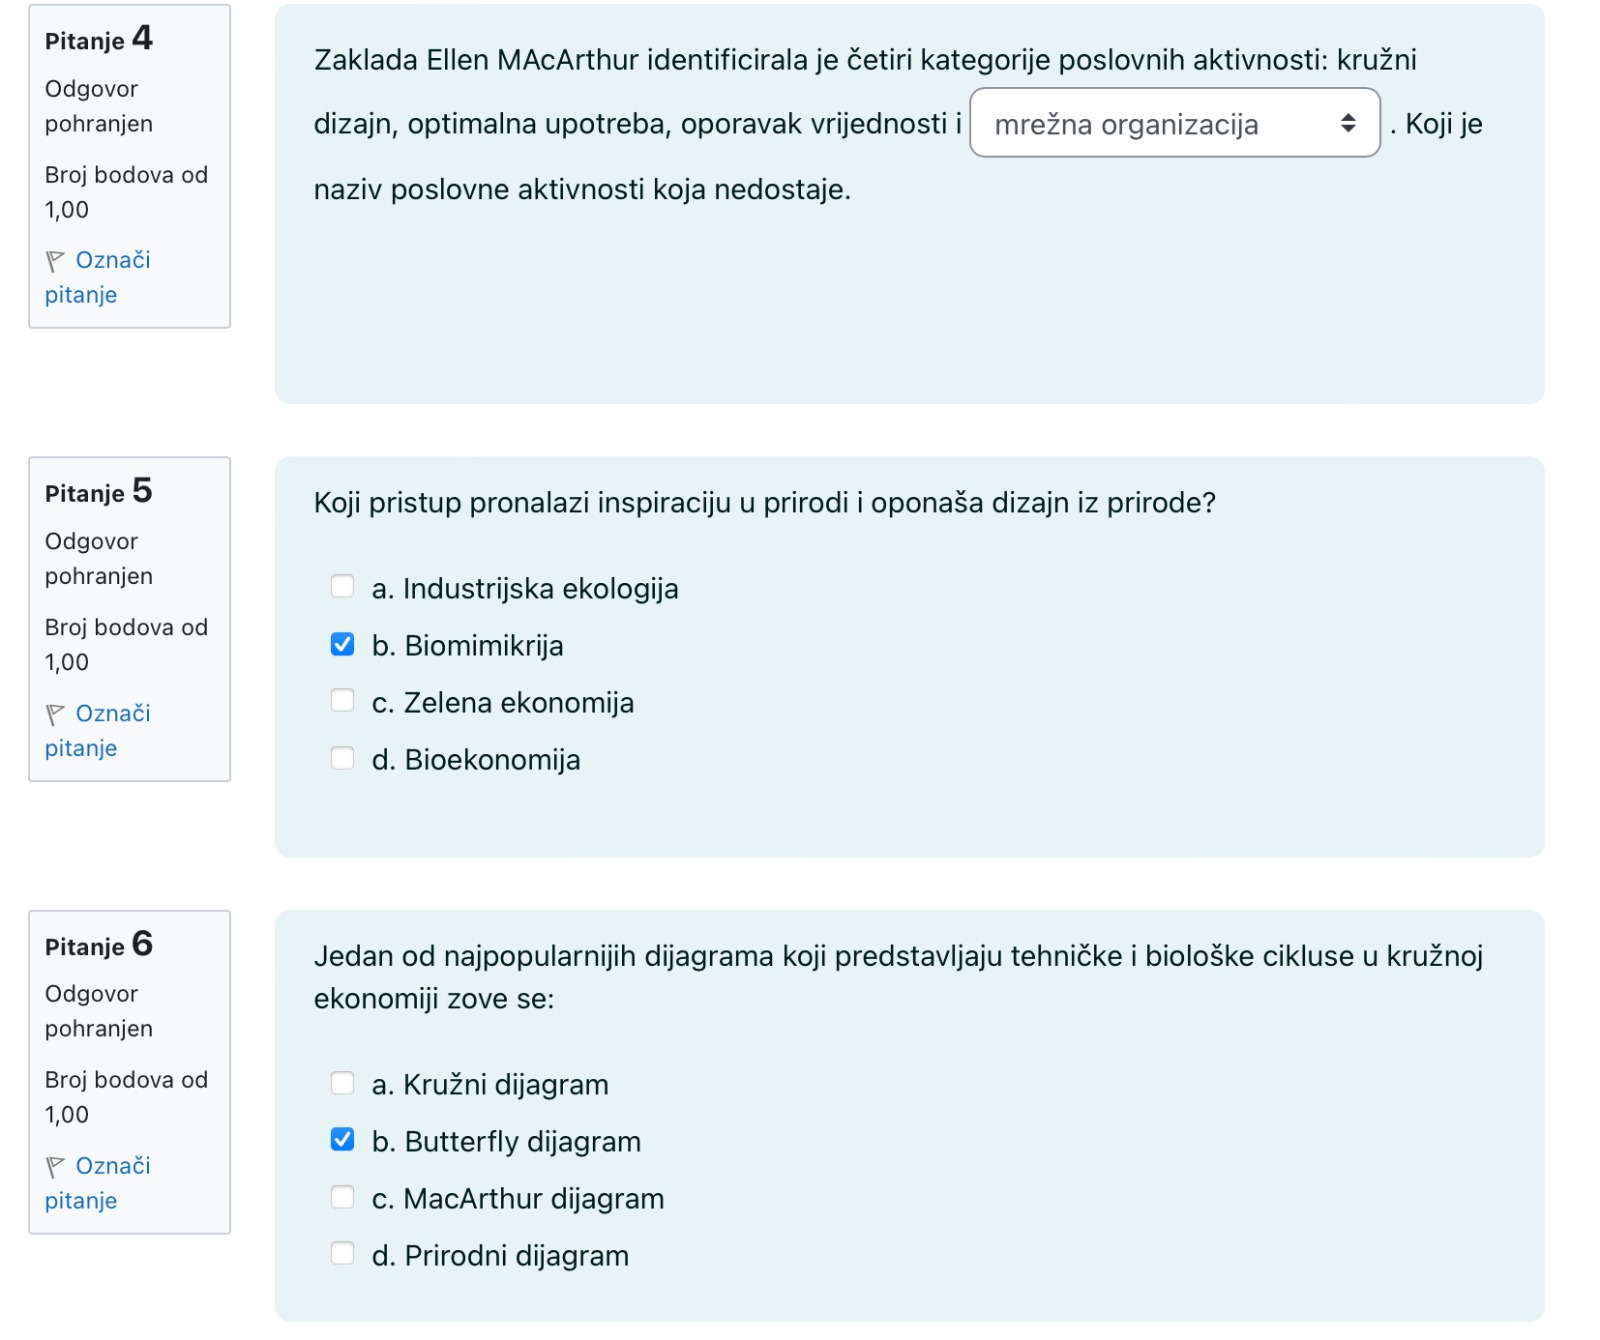 Pitanje 4
Odgovor
pohranjen
Broj bodova od
1,00
Označi
pitanje
Zaklada Ellen MAcArthur identificirala je četiri kategorije poslovnih aktivnosti: kružni
dizajn, optimalna upotreba, oporavak vrijednosti i mrežna organizacija . Koji je
naziv poslovne aktivnosti koja nedostaje.
Pitanje 5
Odgovor
pohranjen
Broj bodova od
1,00
Označi
pitanje
Koji pristup pronalazi inspiraciju u prirodi i oponaša dizajn iz prirode?
a. Industrijska ekologija
b. Biomimikrija
c. Zelena ekonomija
d. Bioekonomija
Pitanje 6
Odgovor
pohranjen
Broj bodova od
1,00
Označi
pitanje
Jedan od najpopularnijih dijagrama koji predstavljaju tehničke i biološke cikluse u kružnoj
ekonomiji zove se:
a. Kružni dijagram
b. Butterfly dijagram
c. MacArthur dijagram
d. Prirodni dijagram